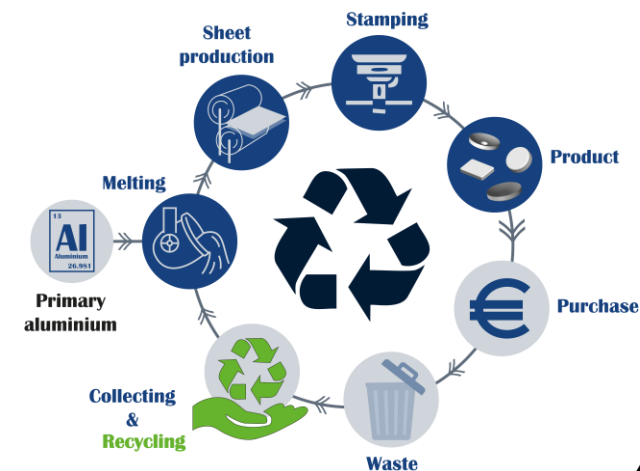 Stamping
Sheet
production
Product
Melting
13
Al
Aluminium
26.981
Primary
aluminium
€
Purchase
Collecting
&
Recycling
Waste